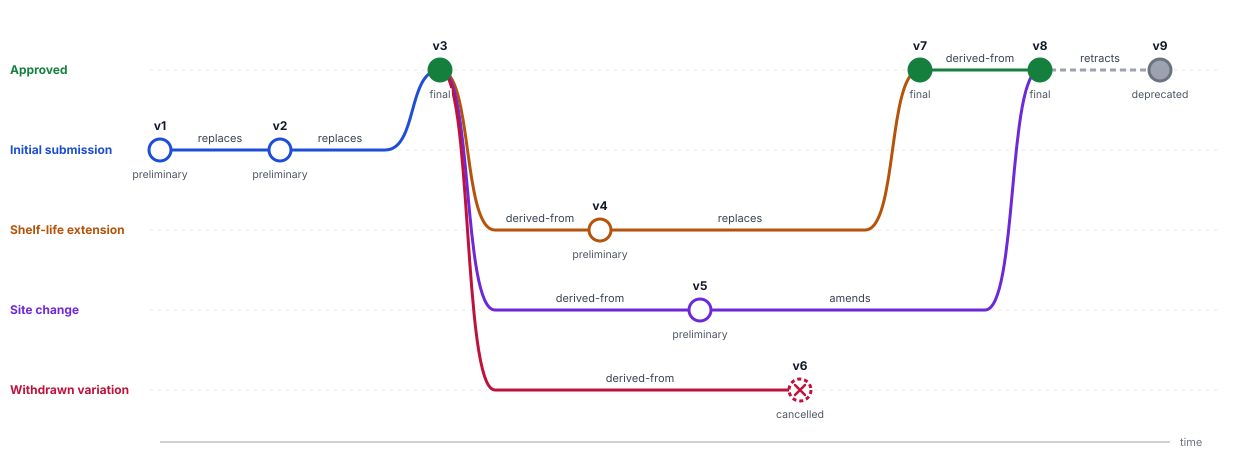 v3
v7
v8
v9
Approved
derived-from
retracts
final
final
final
deprecated
v1
v2
Initial submission
replaces
replaces
preliminary
preliminary
v4
Shelf-life extension
derived-from
replaces
preliminary
v5
Site change
derived-from
amends
preliminary
v6
Withdrawn variation
derived-from
cancelled
time